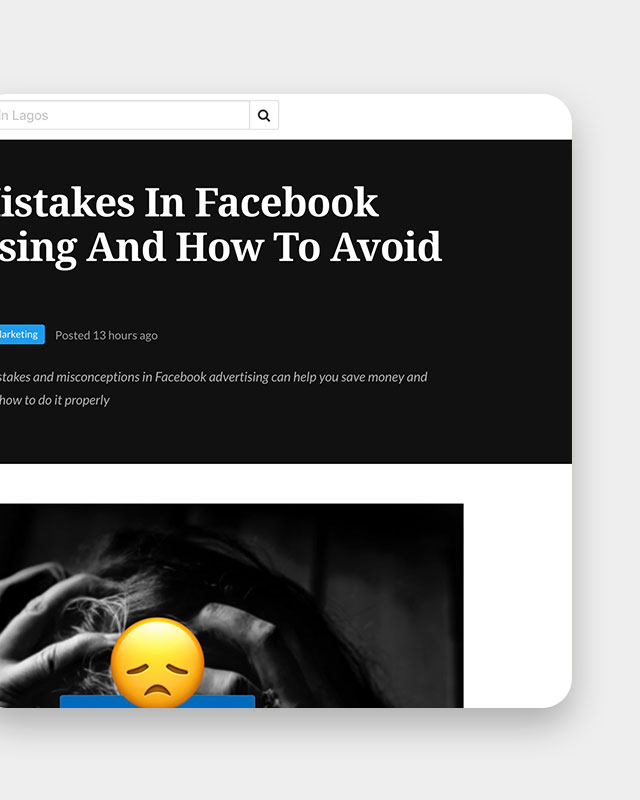 in Lagos
istakes In Facebook
sing And How To Avoid
Marketing Posted 13 hours ago
stakes and misconceptions in Facebook advertising can help you save money and
how to do it properly